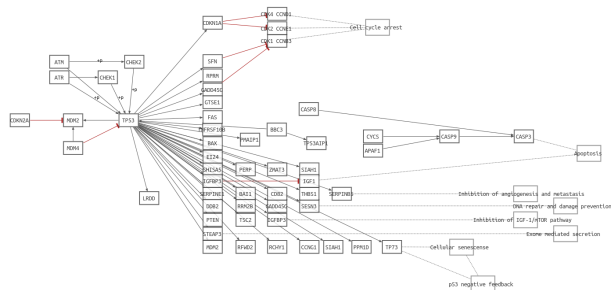 CDK4 CCND1
CDKN1A
CDK2 CCNE1
Cell cycle arrest
CDK1 CCNB3
ATM
CHEK2
SFN
+p
ATR
CHEK1
RPRM
GADD45G
+p
+p
GTSE1
CASP8
CDKN2A
MDM2
TP53
FAS
TNFRSF10B
BBC3
PMAIP1
TP53AIP1
CYCS
CASP9
CASP3
BAX
MDM4
APAF1
EI24
Apoptosis
SHISA5
PERP
ZMAT3
SIAH1
IGFBP3
IGF1
LRDD
SERPINE1
BAI1
CD82
THBS1
SERPINB5
Inhibition of angiogenesis and metastasis
DDB2
RRM2B
GADD45G
SESN3
DNA repair and damage prevention
PTEN
TSC2
IGFBP3
Inhibition of IGF-1/mTOR pathway
STEAP3
Exome mediated secretion
MDM2
RFWD2
RCHY1
CCNG1
SIAH1
PPM1D
TP73
Cellular senescense
p53 negative feedback